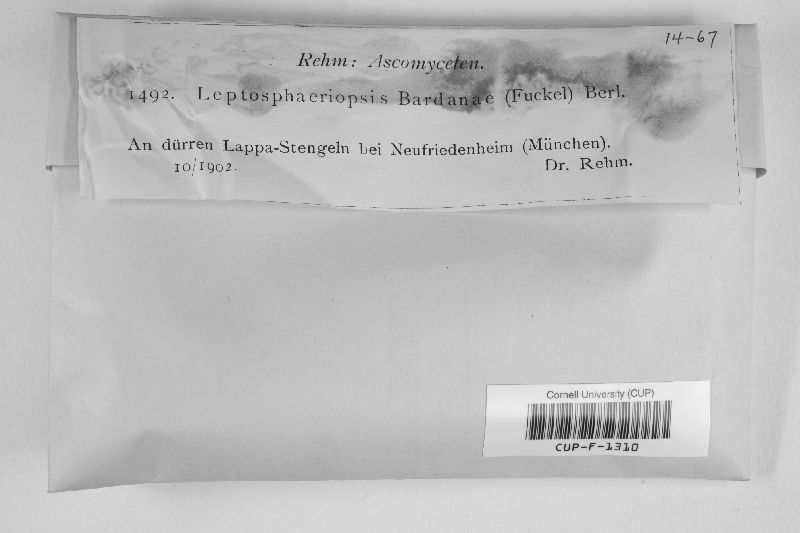 14-67
Rehm: Ascomyceten.
1492. Leptosphaeriopsis Bardanae (Fuckel) Berl.
An dürren Lappa-Stengeln bei Neufriedenheim (München).
10/1902. Dr. Rehm.
Cornell University (CUP)
CUP-F-1310